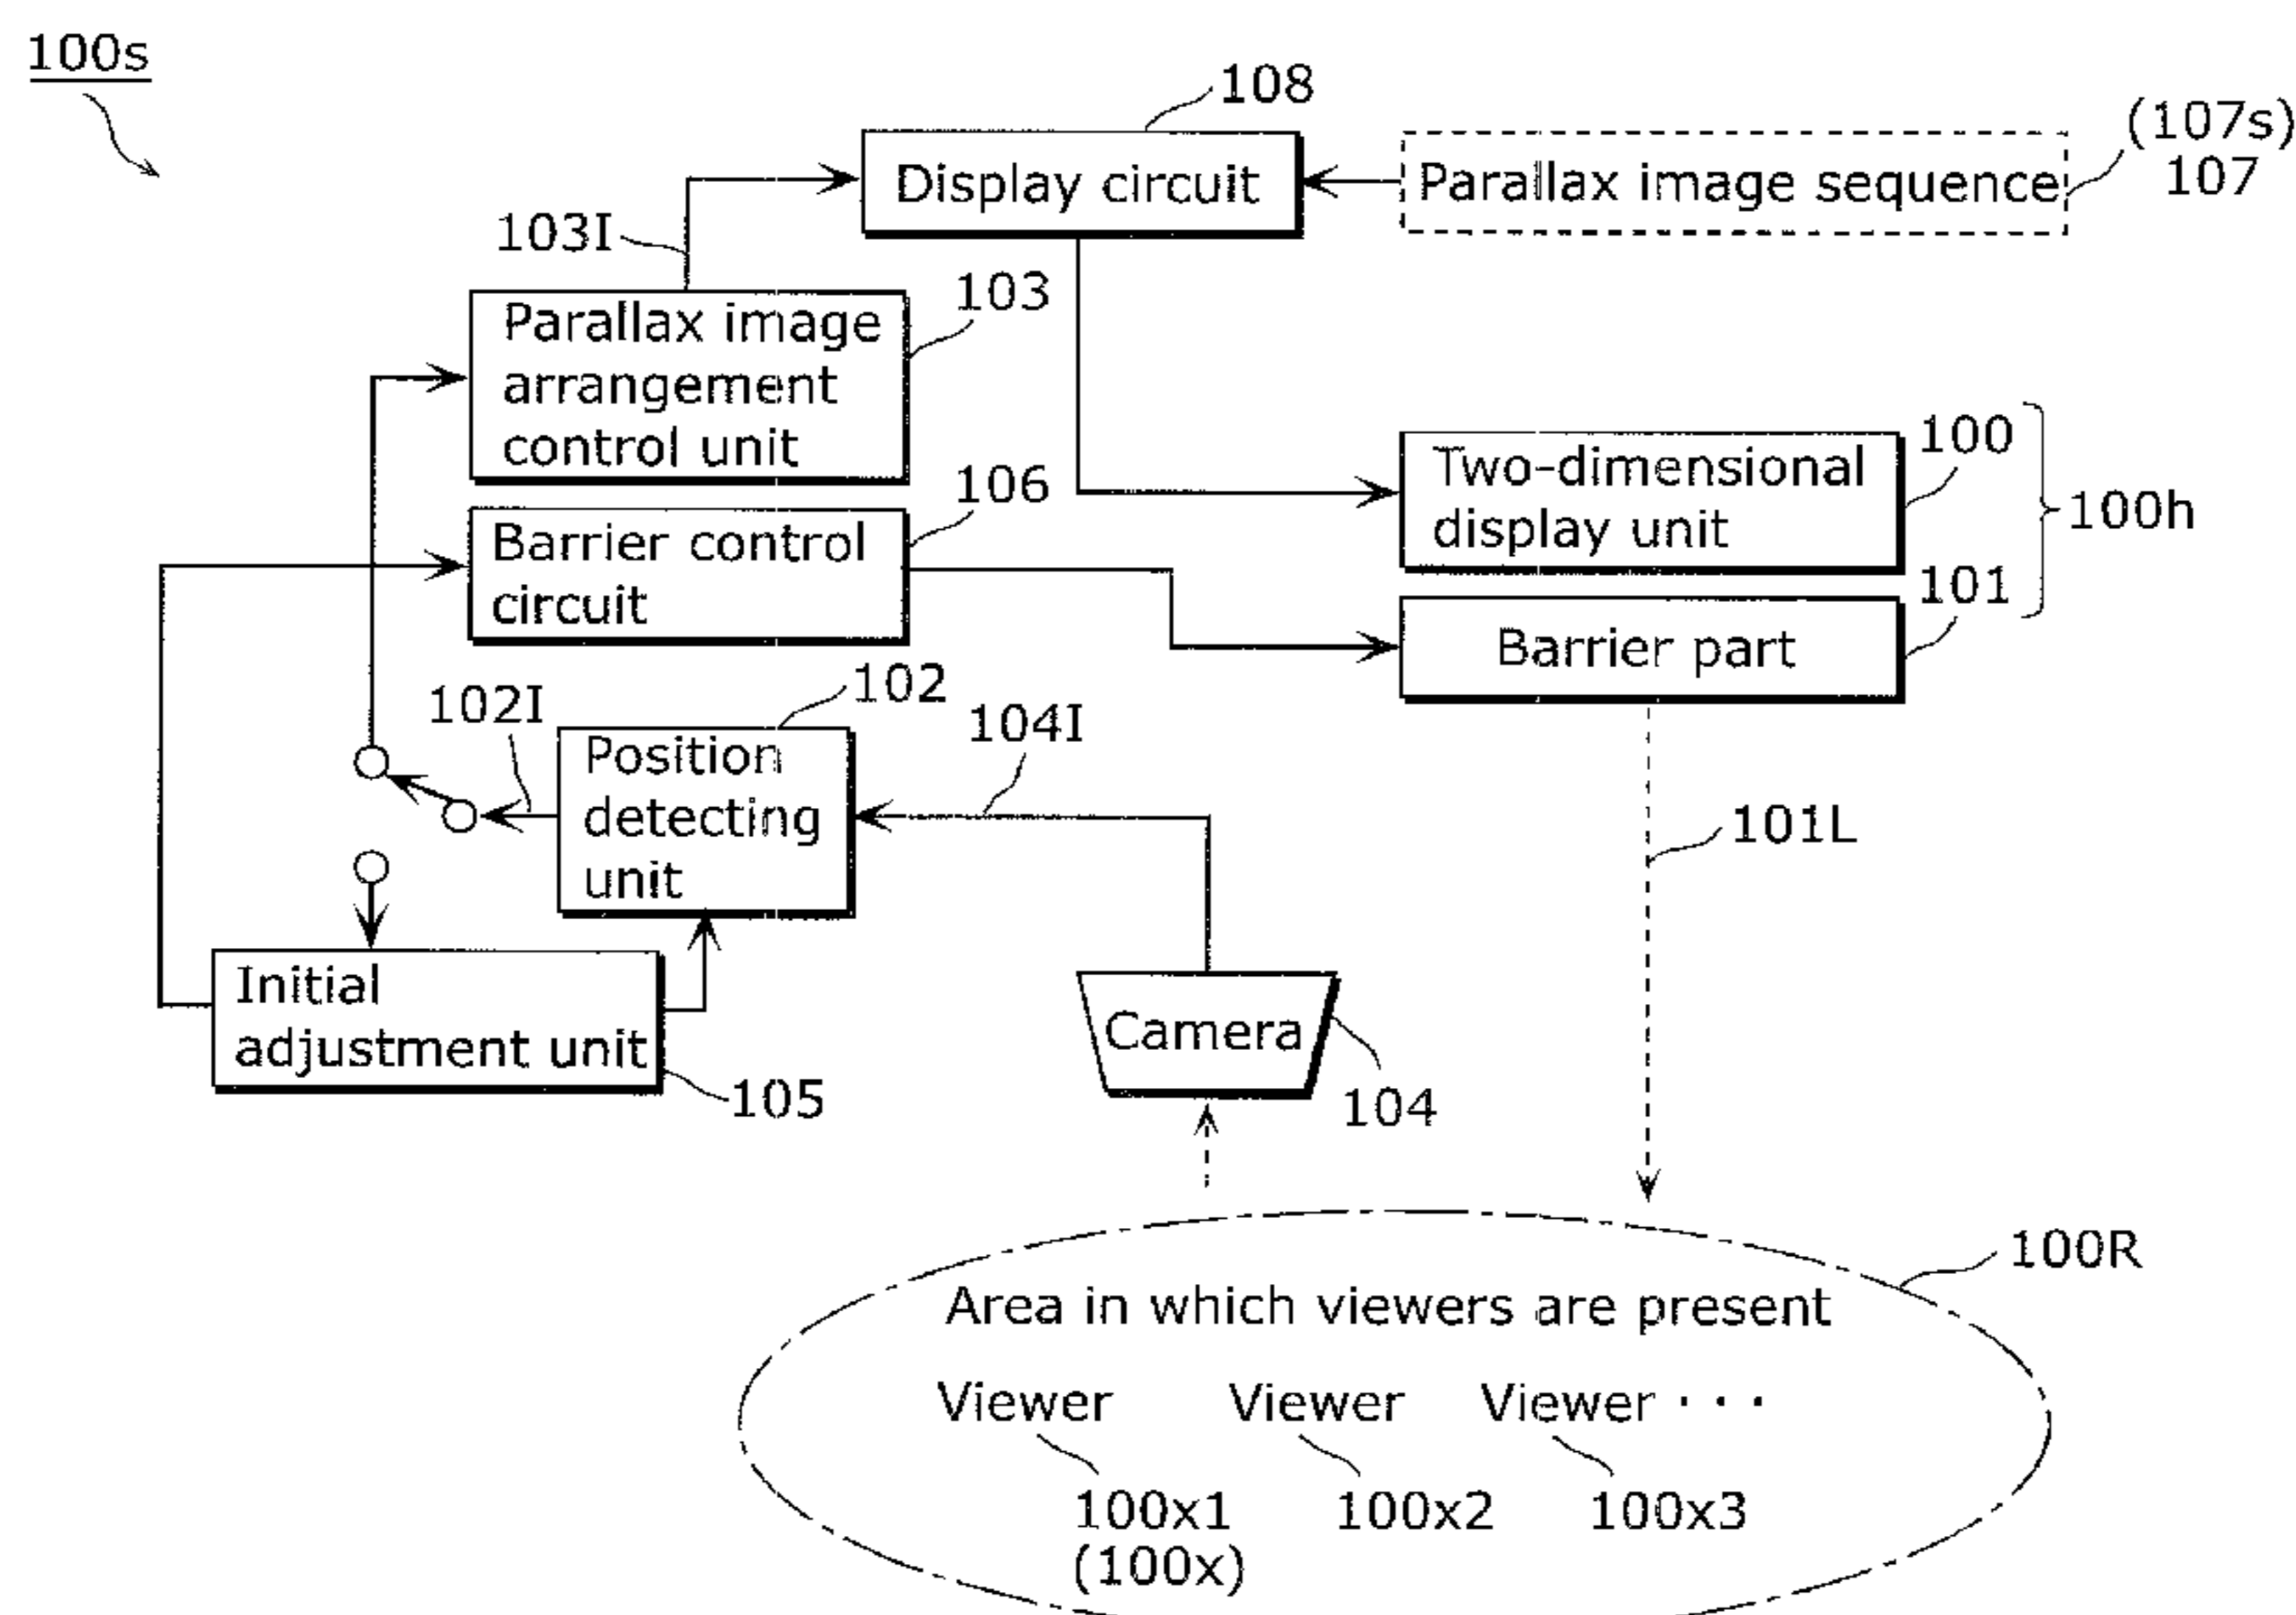 100s
108
Display circuit
Parallax image sequence
(107s)
107
103I
Parallax image
arrangement
control unit
103
Barrier control
circuit
106
Two-dimensional
display unit
100
100h
Barrier part
101
102I
Position
detecting
unit
102
104I
101L
Initial
adjustment unit
105
Camera
104
100R
Area in which viewers are present
Viewer Viewer Viewer · · ·
100x1 100x2 100x3
(100x)